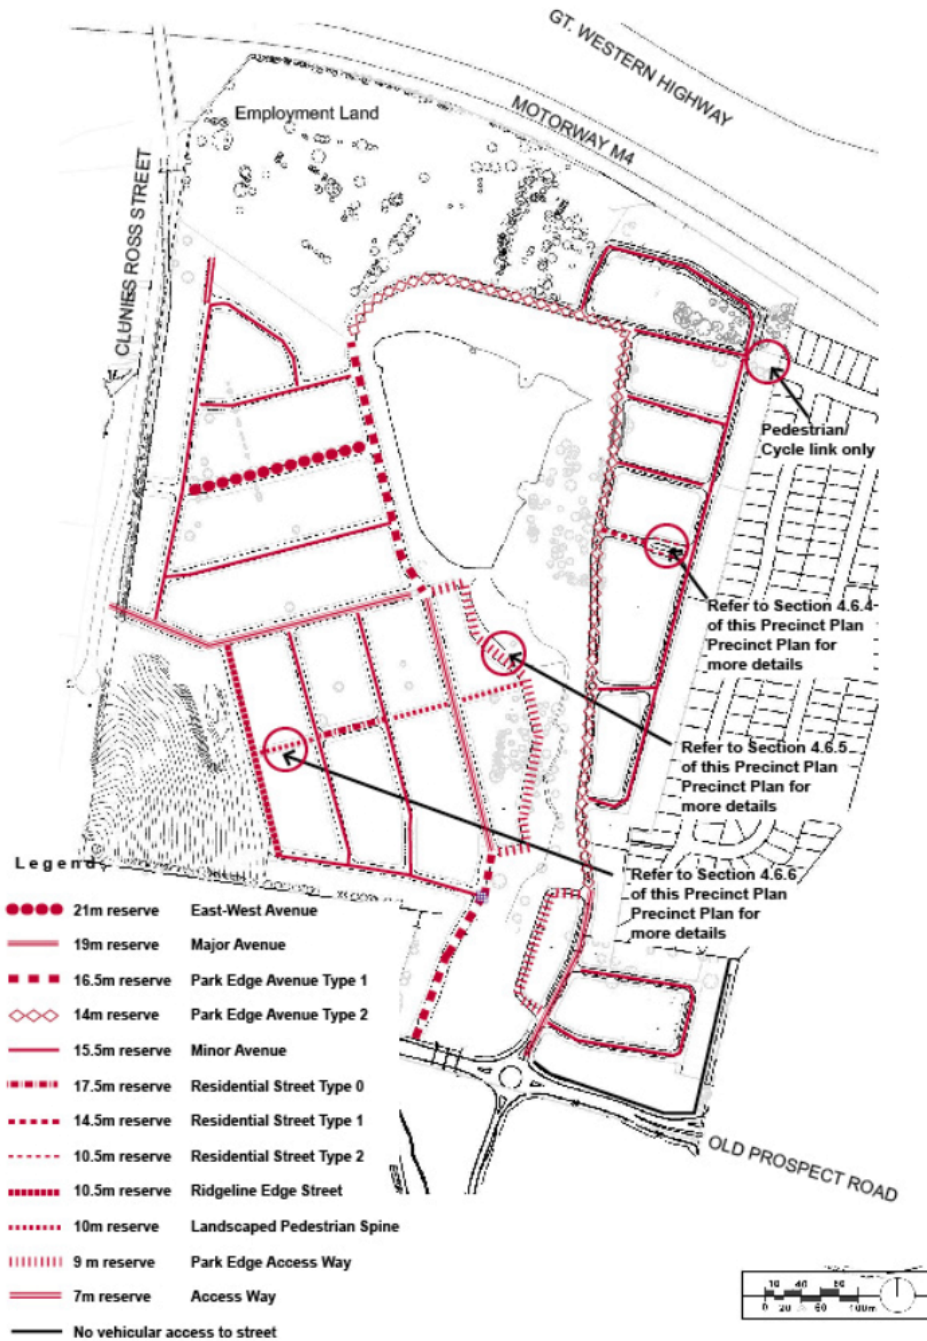 GT. WESTERN HIGHWAY
MOTORWAY M4
Employment Land
CLUNIES ROSS STREET
Pedestrian/
Cycle link only
Refer to Section 4.6.4
of this Precinct Plan
Precinct Plan for
more details
Refer to Section 4.6.5
of this Precinct Plan
Precinct Plan for
more details
Refer to Section 4.6.6
of this Precinct Plan
Precinct Plan for
more details
OLD PROSPECT ROAD
Legend
21m reserve East-West Avenue
19m reserve Major Avenue
16.5m reserve Park Edge Avenue Type 1
14m reserve Park Edge Avenue Type 2
15.5m reserve Minor Avenue
17.5m reserve Residential Street Type 0
14.5m reserve Residential Street Type 1
10.5m reserve Residential Street Type 2
10.5m reserve Ridgeline Edge Street
10m reserve Landscaped Pedestrian Spine
9 m reserve Park Edge Access Way
7m reserve Access Way
No vehicular access to street
10 40 80
0 20 60 100m